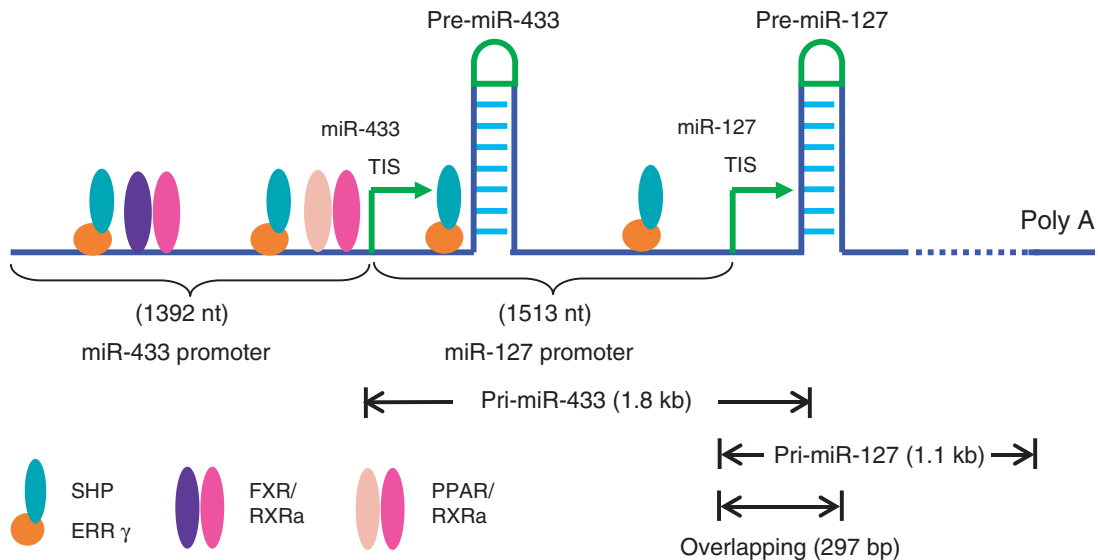 Pre-miR-433
Pre-miR-127
miR-433
TIS
miR-127
TIS
Poly A
(1392 nt)
miR-433 promoter
(1513 nt)
miR-127 promoter
Pri-miR-433 (1.8 kb)
Pri-miR-127 (1.1 kb)
Overlapping (297 bp)
SHP
ERR γ
FXR/
RXRa
PPAR/
RXRa